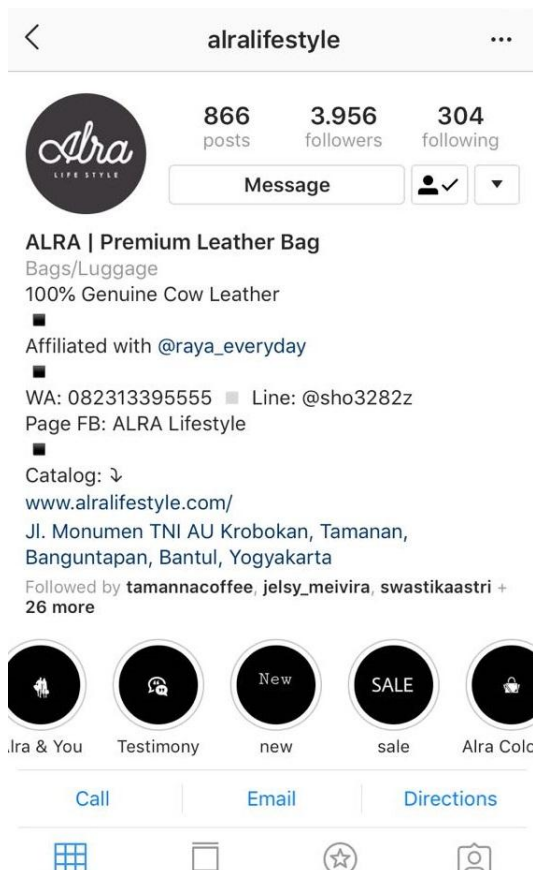 alralifestyle
Alra
LIFE STYLE
866 3.956 304
posts followers following
Message
ALRA | Premium Leather Bag
Bags/Luggage
100% Genuine Cow Leather
Affiliated with @raya_everyday
WA: 082313395555 Line: @sho3282z
Page FB: ALRA Lifestyle
Catalog:
www.alralifestyle.com/
Jl. Monumen TNI AU Krobokan, Tamanan,
Banguntapan, Bantul, Yogyakarta
Followed by tamannacoffee, jelsy_meivira, swastikaastri +
26 more
New SALE
lra & You Testimony new sale Alra Colo
Call Email Directions